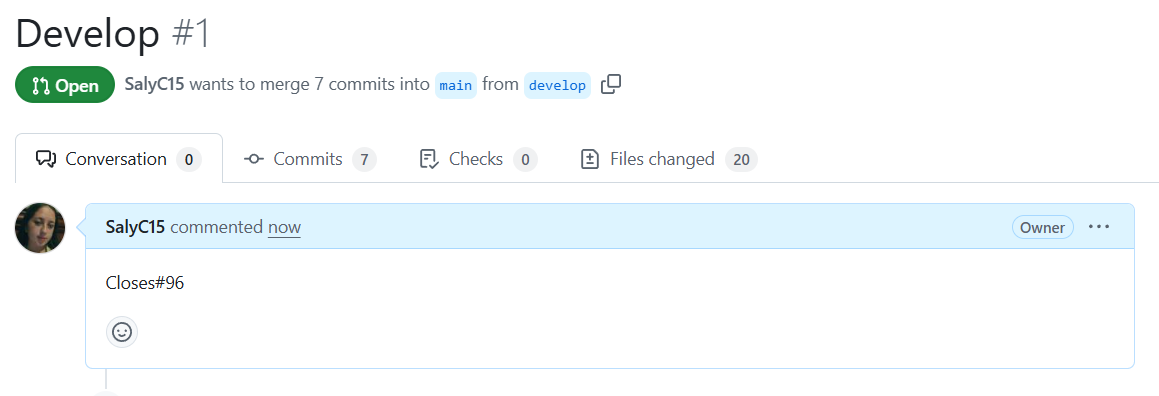 Develop #1
Open SalyC15 wants to merge 7 commits into main from develop
Conversation 0 Commits 7 Checks 0 Files changed 20
SalyC15 commented now Owner
Closes#96